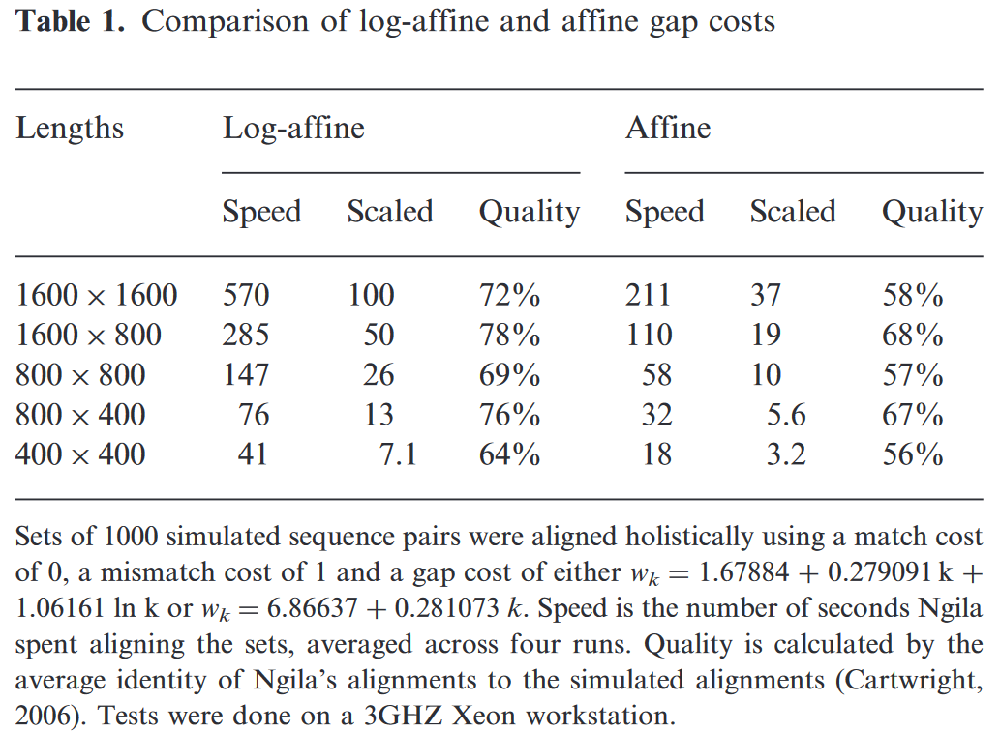 Table 1. Comparison of log-affine and affine gap costs
Lengths Log-affine Affine
Speed Scaled Quality Speed Scaled Quality
1600 × 1600 570 100 72% 211 37 58%
1600 × 800 285 50 78% 110 19 68%
800 × 800 147 26 69% 58 10 57%
800 × 400 76 13 76% 32 5.6 67%
400 × 400 41 7.1 64% 18 3.2 56%
Sets of 1000 simulated sequence pairs were aligned holistically using a match cost
of 0, a mismatch cost of 1 and a gap cost of either wk = 1.67884 + 0.279091 k +
1.06161 ln k or wk = 6.86637 + 0.281073 k. Speed is the number of seconds Ngila
spent aligning the sets, averaged across four runs. Quality is calculated by the
average identity of Ngila's alignments to the simulated alignments (Cartwright,
2006). Tests were done on a 3GHZ Xeon workstation.